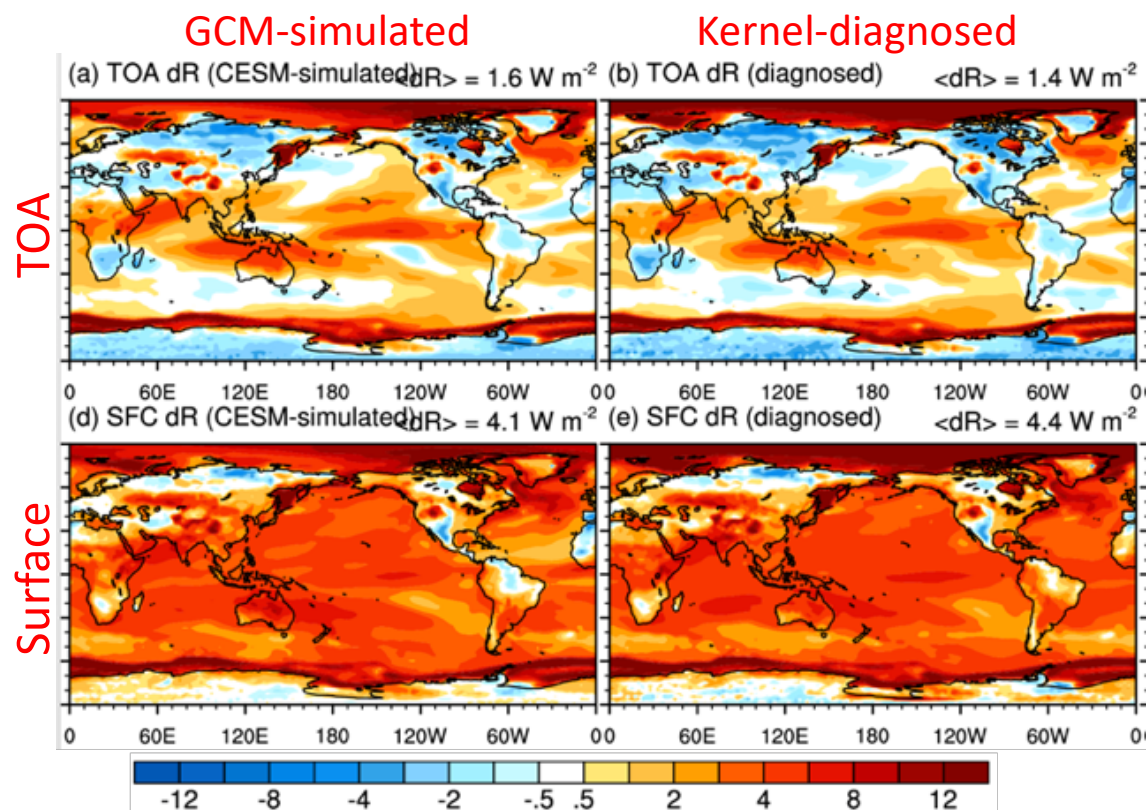 GCM-simulated Kernel-diagnosed
(a) TOA dR (CESM-simulated) <dR> = 1.6 W m⁻² (b) TOA dR (diagnosed) <dR> = 1.4 W m⁻²
TOA
0 60E 120E 180 120W 60W 0 0 60E 120E 180 120W 60W 0
(d) SFC dR (CESM-simulated) <dR> = 4.1 W m⁻² (e) SFC dR (diagnosed) <dR> = 4.4 W m⁻²
Surface
0 60E 120E 180 120W 60W 0 0 60E 120E 180 120W 60W 0
-12 -8 -4 -2 -.5 .5 2 4 8 12